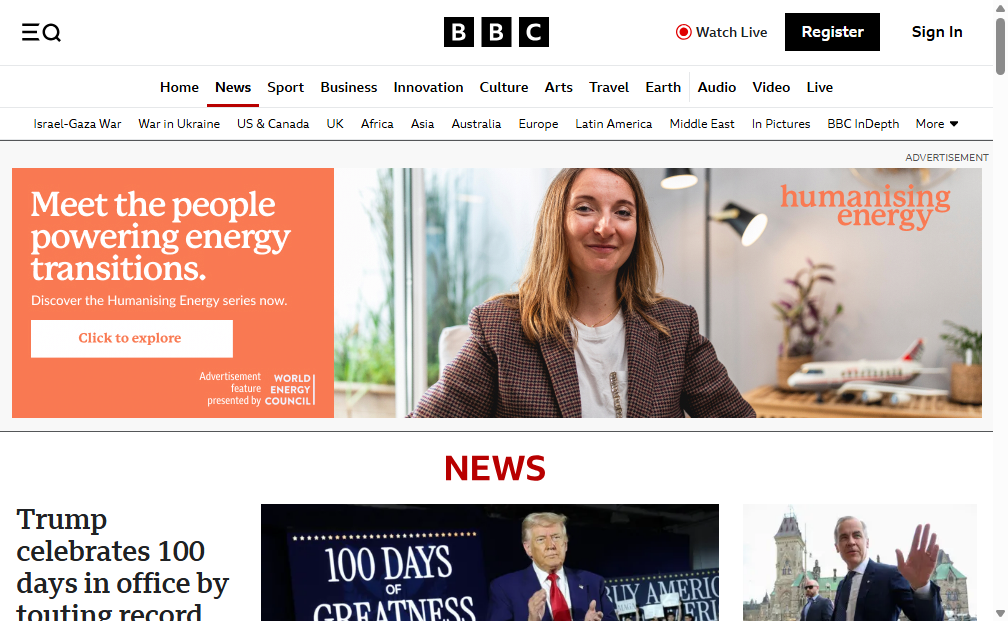 BBC
Watch Live
Register
Sign In
Home News Sport Business Innovation Culture Arts Travel Earth Audio Video Live
Israel-Gaza War War in Ukraine US & Canada UK Africa Asia Australia Europe Latin America Middle East In Pictures BBC InDepth More
ADVERTISEMENT
Meet the people
powering energy
transitions.
Discover the Humanising Energy series now.
Click to explore
Advertisement
feature
presented by
WORLD
ENERGY
COUNCIL
humanising
energy
NEWS
Trump
celebrates 100
days in office by
touting record
100 DAYS
OF
GREATNESS